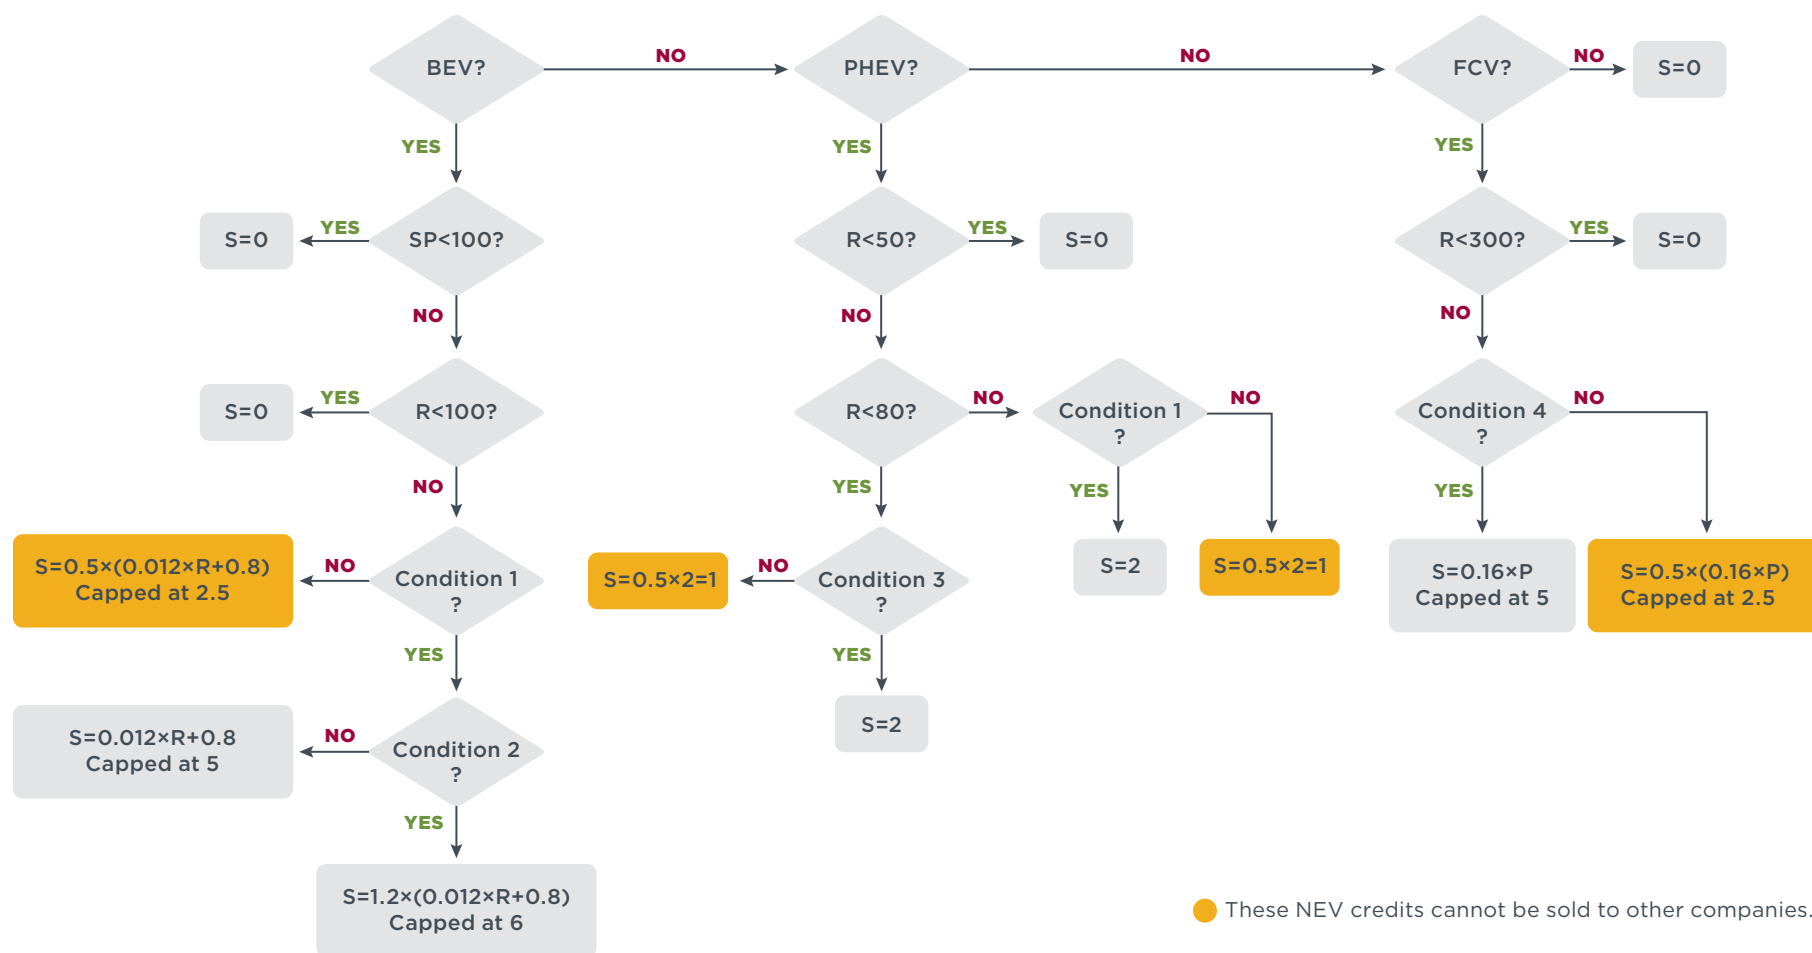 BEV?
NO
PHEV?
NO
FCV?
NO
S=0
YES
YES
YES
S=0
YES
SP<100?
R<50?
YES
S=0
R<300?
YES
S=0
NO
NO
NO
S=0
YES
R<100?
R<80?
NO
Condition 1
?
NO
Condition 4
?
NO
NO
YES
YES
YES
S=0.5×(0.012×R+0.8)
Capped at 2.5
NO
Condition 1
?
S=0.5×2=1
NO
Condition 3
?
S=2
S=0.5×2=1
S=0.16×P
Capped at 5
S=0.5×(0.16×P)
Capped at 2.5
YES
YES
S=0.012×R+0.8
Capped at 5
NO
Condition 2
?
S=2
YES
S=1.2×(0.012×R+0.8)
Capped at 6
These NEV credits cannot be sold to other companies.